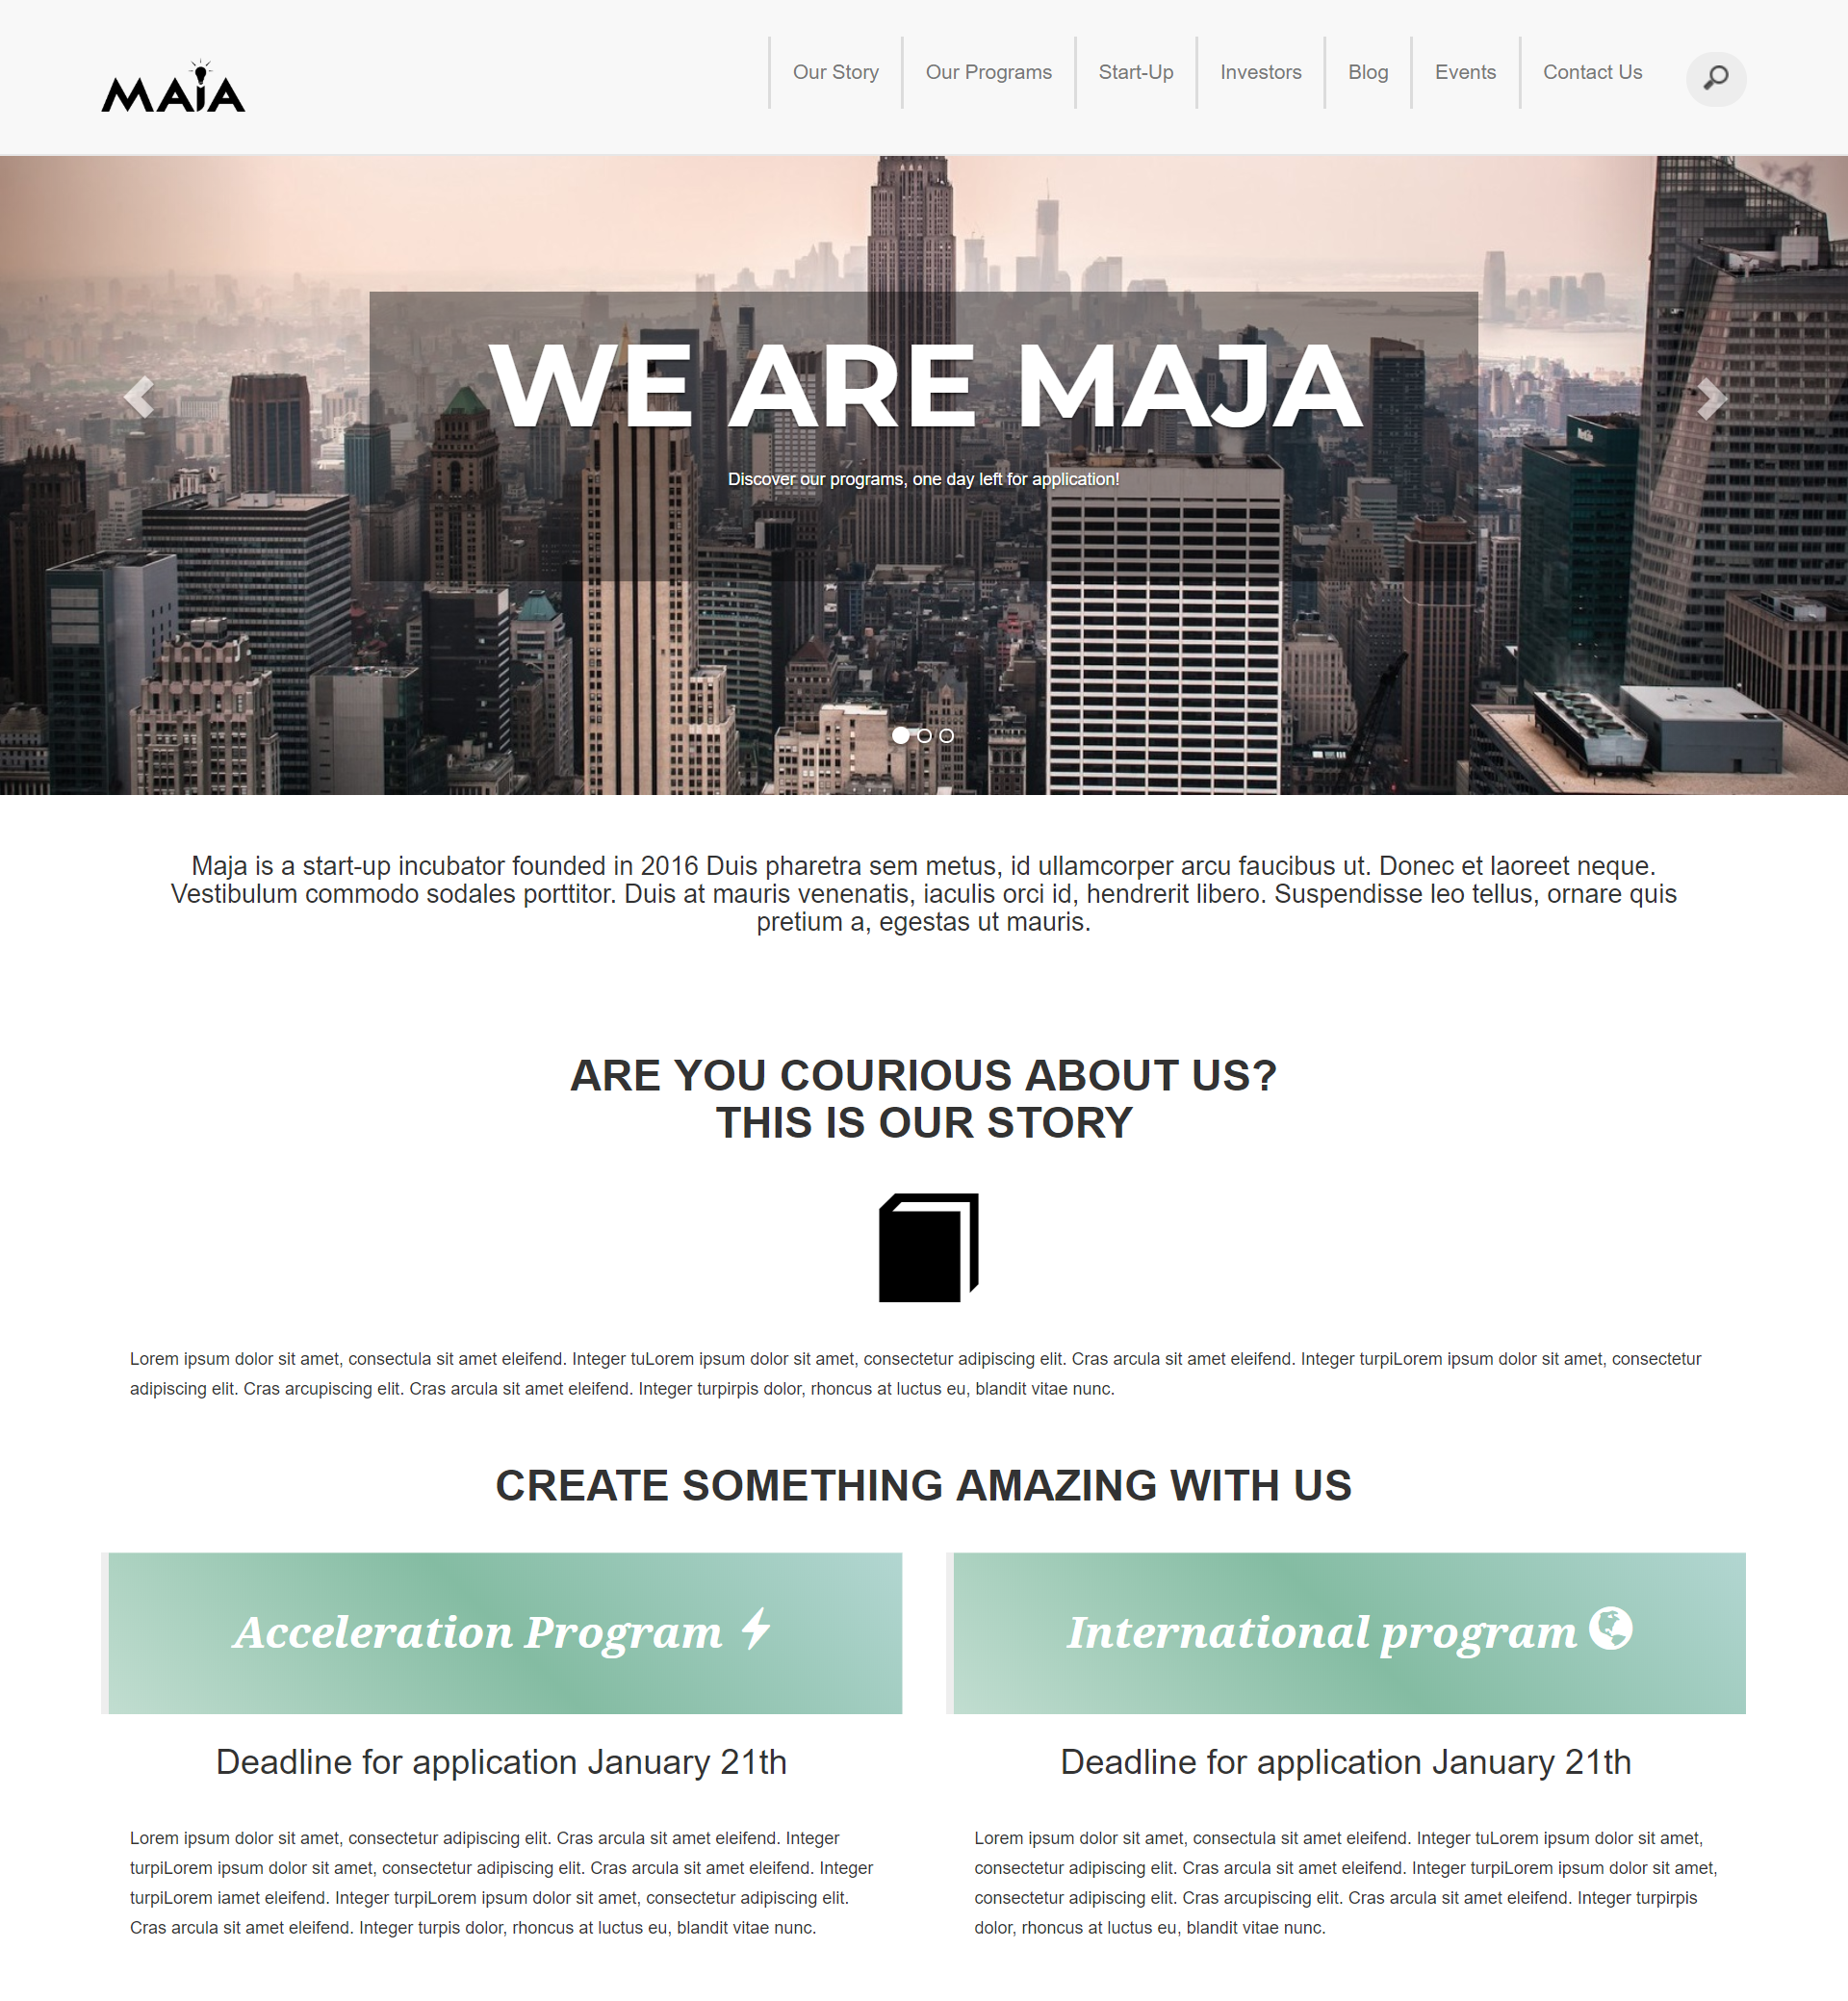 MAJA
Our Story
Our Programs
Start-Up
Investors
Blog
Events
Contact Us
WE ARE MAJA
Discover our programs, one day left for application!
MetLife
Maja is a start-up incubator founded in 2016 Duis pharetra sem metus, id ullamcorper arcu faucibus ut. Donec et laoreet neque.
Vestibulum commodo sodales porttitor. Duis at mauris venenatis, iaculis orci id, hendrerit libero. Suspendisse leo tellus, ornare quis
pretium a, egestas ut mauris.
ARE YOU COURIOUS ABOUT US?
THIS IS OUR STORY
Lorem ipsum dolor sit amet, consectula sit amet eleifend. Integer tuLorem ipsum dolor sit amet, consectetur adipiscing elit. Cras arcula sit amet eleifend. Integer turpiLorem ipsum dolor sit amet, consectetur
adipiscing elit. Cras arcupiscing elit. Cras arcula sit amet eleifend. Integer turpirpis dolor, rhoncus at luctus eu, blandit vitae nunc.
CREATE SOMETHING AMAZING WITH US
Acceleration Program
Deadline for application January 21th
Lorem ipsum dolor sit amet, consectetur adipiscing elit. Cras arcula sit amet eleifend. Integer
turpiLorem ipsum dolor sit amet, consectetur adipiscing elit. Cras arcula sit amet eleifend. Integer
turpiLorem iamet eleifend. Integer turpiLorem ipsum dolor sit amet, consectetur adipiscing elit.
Cras arcula sit amet eleifend. Integer turpis dolor, rhoncus at luctus eu, blandit vitae nunc.
International program
Deadline for application January 21th
Lorem ipsum dolor sit amet, consectula sit amet eleifend. Integer tuLorem ipsum dolor sit amet,
consectetur adipiscing elit. Cras arcula sit amet eleifend. Integer turpiLorem ipsum dolor sit amet,
consectetur adipiscing elit. Cras arcupiscing elit. Cras arcula sit amet eleifend. Integer turpirpis
dolor, rhoncus at luctus eu, blandit vitae nunc.